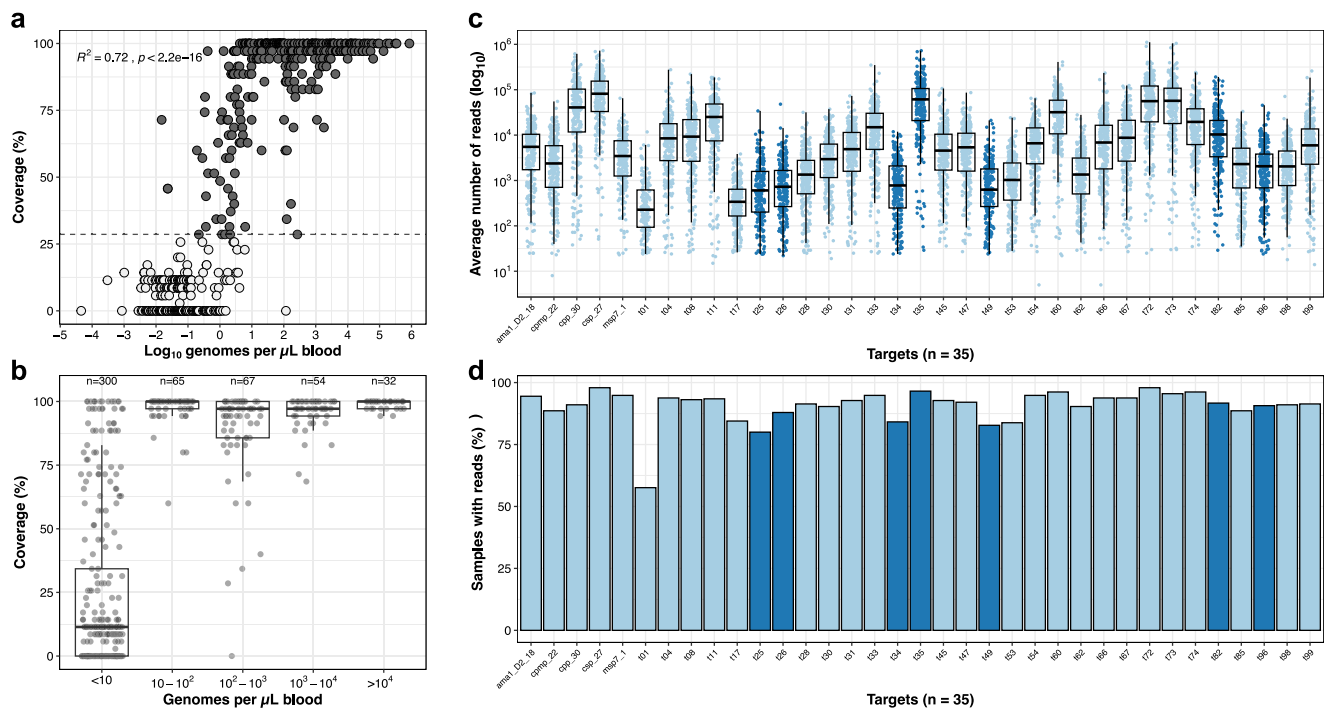 a
100
75
50
25
0
Coverage (%)
R² = 0.72 , p < 2.2e−16
−5 −4 −3 −2 −1 0 1 2 3 4 5 6
Log₁₀ genomes per µL blood
b
n=300 n=65 n=67 n=54 n=32
100
75
50
25
0
Coverage (%)
<10 10−10² 10²−10³ 10³−10⁴ >10⁴
Genomes per µL blood
c
10⁶
10⁵
10⁴
10³
10²
10¹
Average number of reads (log₁₀)
ama1_D2_18 cpmp_22 cpp_30 csp_27 msp7_1 t01 t04 t08 t11 t17 t25 t26 t28 t30 t31 t33 t34 t35 t45 t47 t49 t53 t54 t60 t62 t66 t67 t72 t73 t74 t82 t85 t96 t98 t99
Targets (n = 35)
d
100
75
50
25
0
Samples with reads (% )
ama1_D2_18 cpmp_22 cpp_30 csp_27 msp7_1 t01 t04 t08 t11 t17 t25 t26 t28 t30 t31 t33 t34 t35 t45 t47 t49 t53 t54 t60 t62 t66 t67 t72 t73 t74 t82 t85 t96 t98 t99
Targets (n = 35)